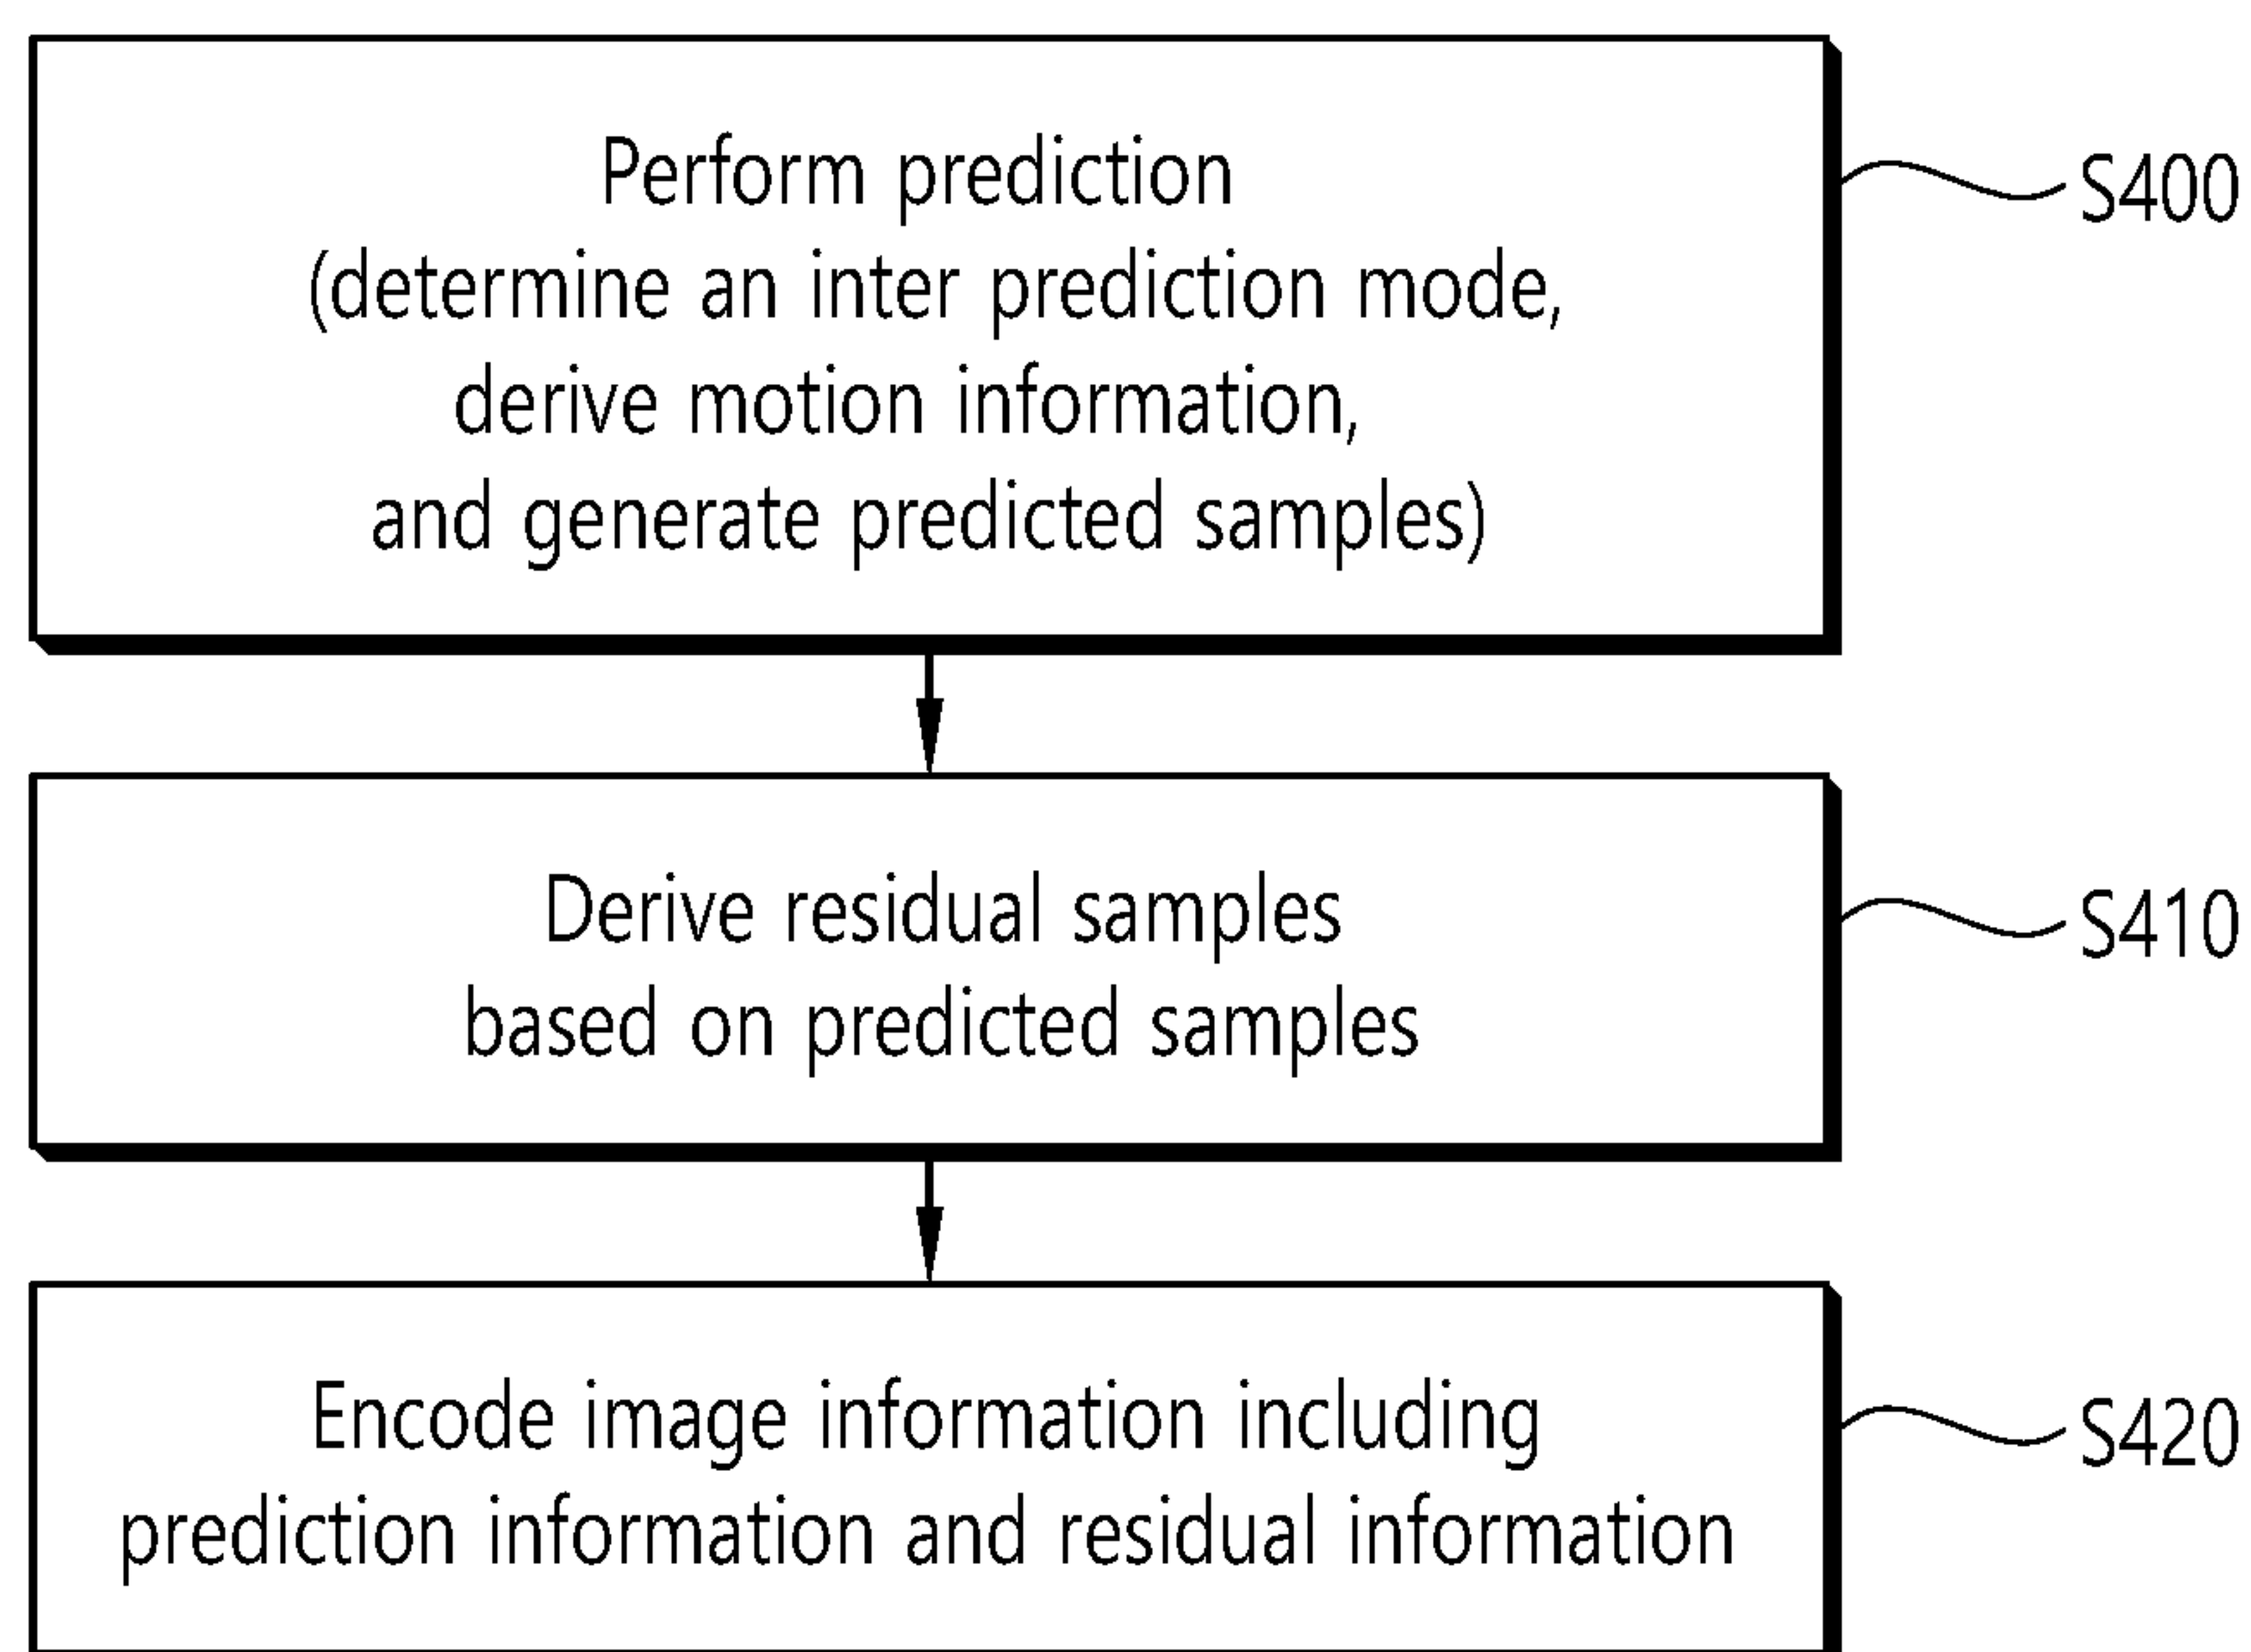 Perform prediction
(determine an inter prediction mode,
derive motion information,
and generate predicted samples)
S400
Derive residual samples
based on predicted samples
S410
Encode image information including
prediction information and residual information
S420